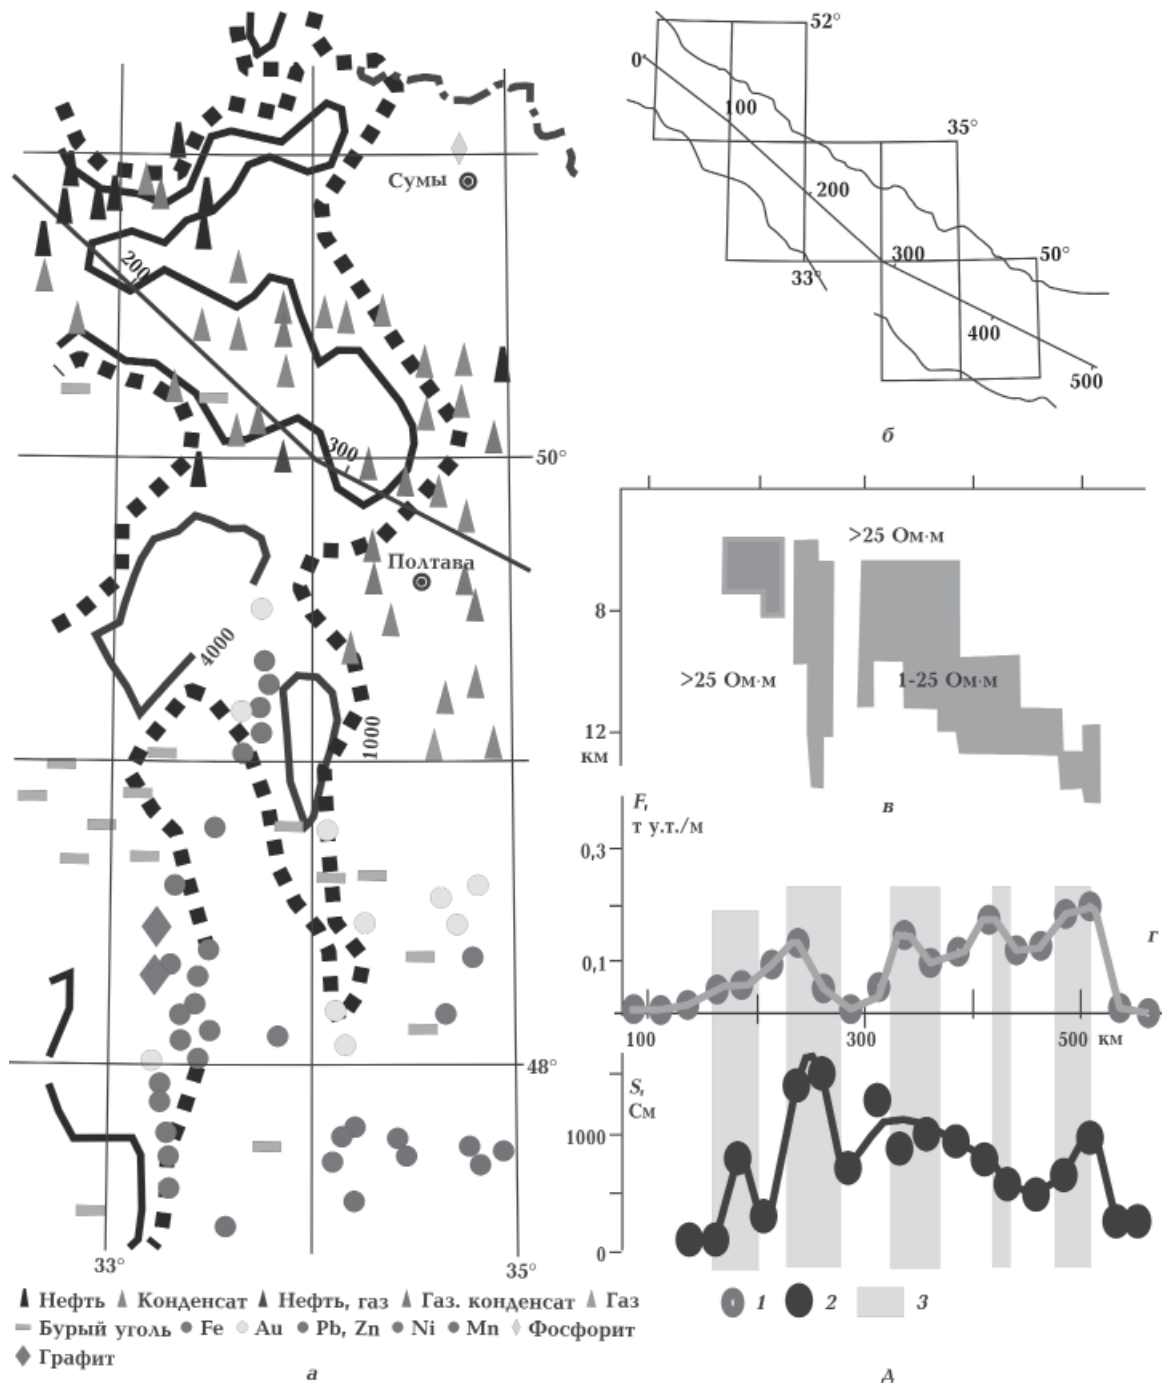 Сумы
200
300
50°
Полтава
4000
1000
48°
33°
35°
Нефть Конденсат Нефть, газ Газ. конденсат Газ
Бурый уголь Fe Au Pb, Zn Ni Mn Фосфорит
Графит
а
52°
0
100
35°
200
300
50°
33°
400
500
б
>25 Ом·м
8
>25 Ом·м
1-25 Ом·м
12
км
в
F,
т у.т./м
0,3
0,1
г
100
300
500
км
S,
См
1000
0
1
2
3
д